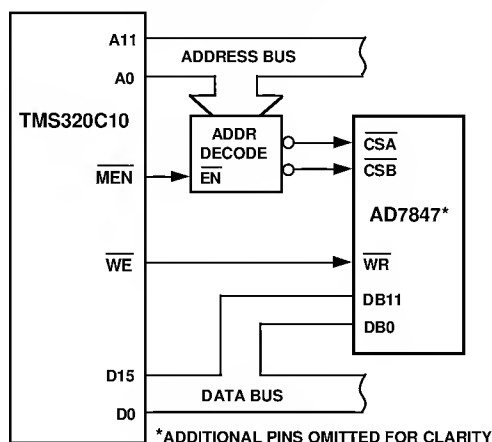 A11
ADDRESS BUS
A0
TMS320C10
ADDR
DECODE
EN
MEN
CSA
CSB
AD7847*
WE
WR
DB11
DB0
D15
DATA BUS
D0
*ADDITIONAL PINS OMITTED FOR CLARITY